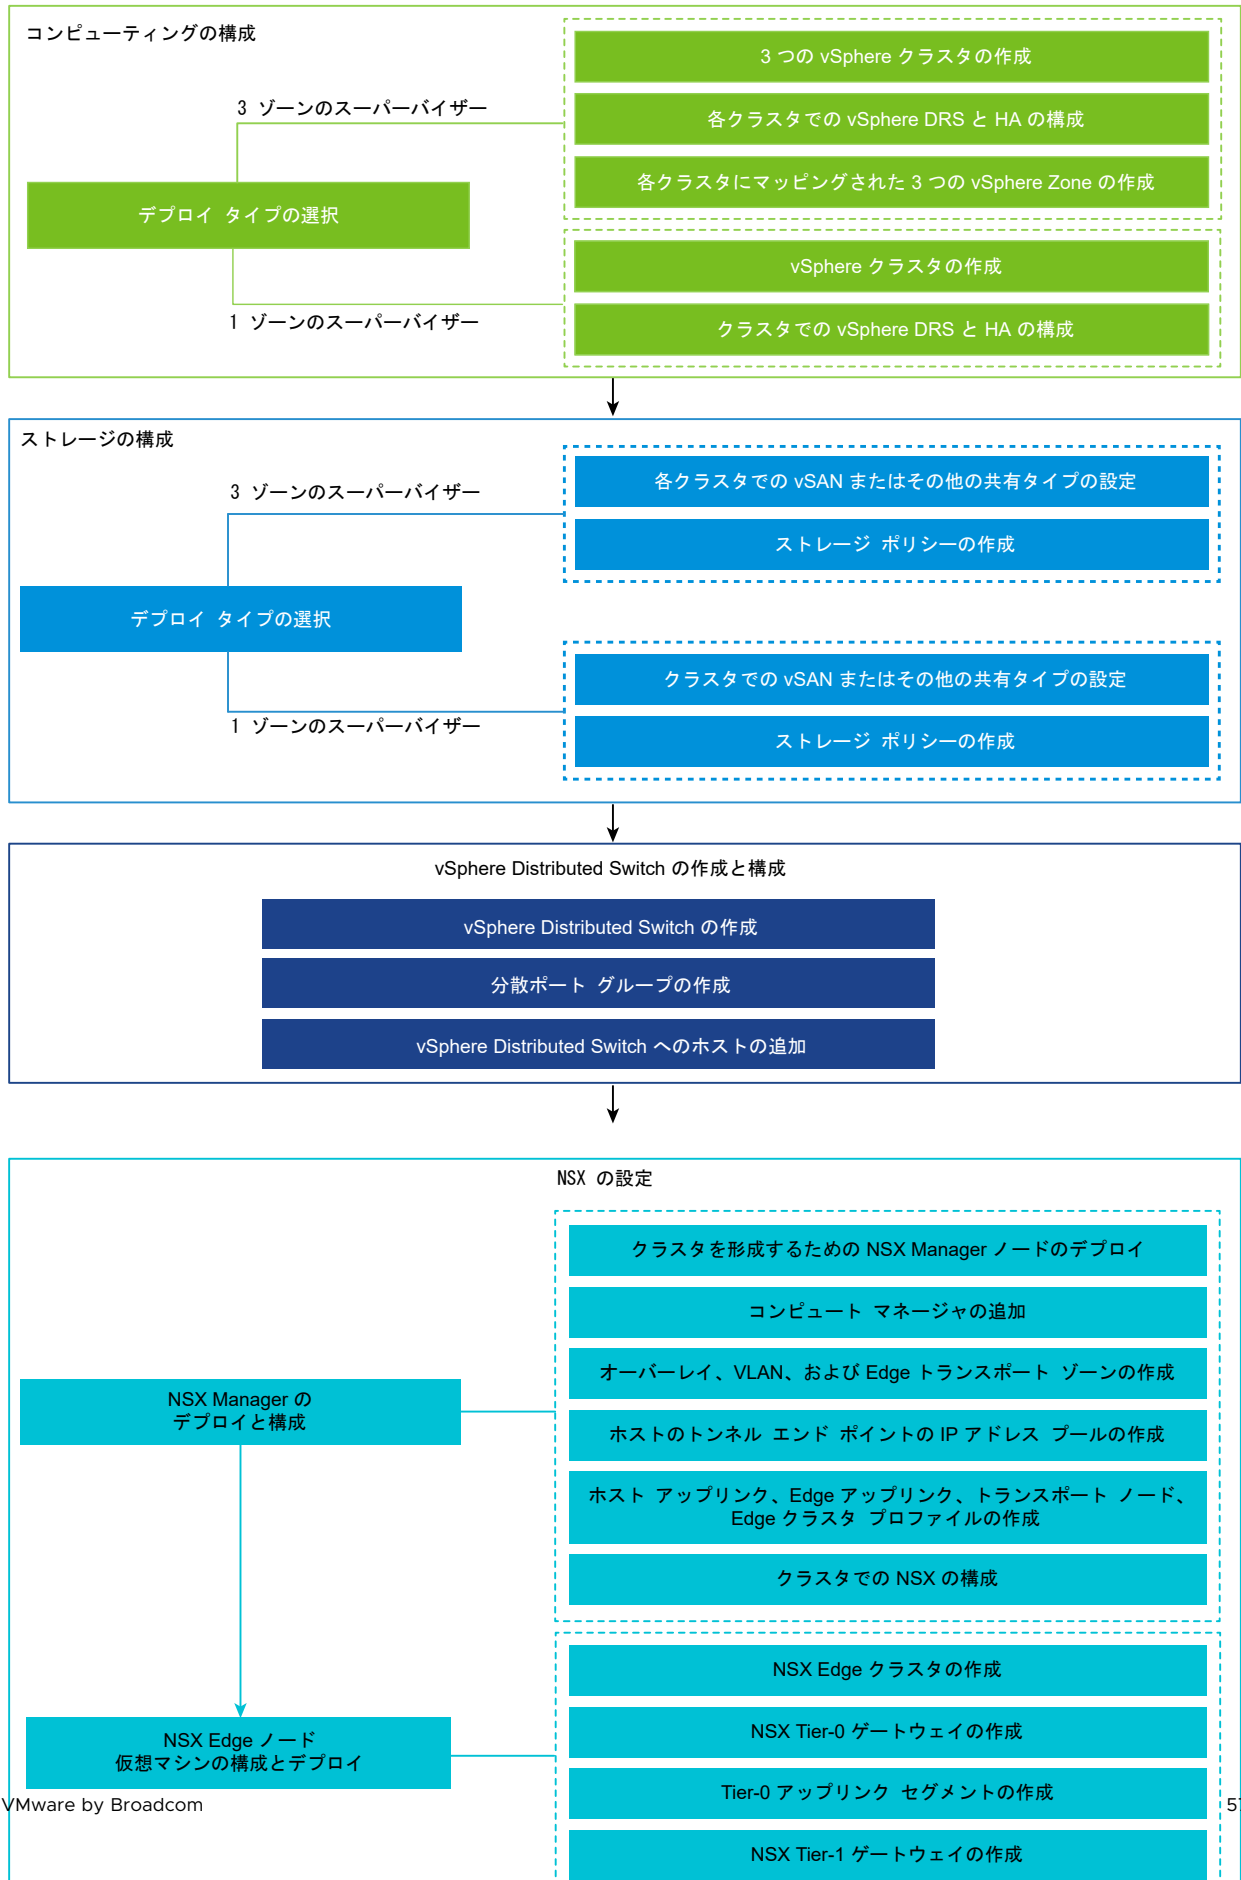 コンピューティングの構成
3 つの vSphere クラスタの作成
3 ゾーンのスーパーバイザー
各クラスタでの vSphere DRS と HA の構成
各クラスタにマッピングされた 3 つの vSphere Zone の作成
デプロイ タイプの選択
vSphere クラスタの作成
1 ゾーンのスーパーバイザー
クラスタでの vSphere DRS と HA の構成
ストレージの構成
3 ゾーンのスーパーバイザー
各クラスタでの vSAN またはその他の共有タイプの設定
ストレージ ポリシーの作成
デプロイ タイプの選択
クラスタでの vSAN またはその他の共有タイプの設定
1 ゾーンのスーパーバイザー
ストレージ ポリシーの作成
vSphere Distributed Switch の作成と構成
vSphere Distributed Switch の作成
分散ポート グループの作成
vSphere Distributed Switch へのホストの追加
NSX の設定
クラスタを形成するための NSX Manager ノードのデプロイ
コンピュート マネージャの追加
オーバーレイ、VLAN、および Edge トランスポート ゾーンの作成
NSX Manager の
デプロイと構成
ホストのトンネル エンド ポイントの IP アドレス プールの作成
ホスト アップリンク、Edge アップリンク、トランスポート ノード、
Edge クラスタ プロファイルの作成
クラスタでの NSX の構成
NSX Edge クラスタの作成
NSX Edge ノード
仮想マシンの構成とデプロイ
NSX Tier-0 ゲートウェイの作成
Tier-0 アップリンク セグメントの作成
VMware by Broadcom
NSX Tier-1 ゲートウェイの作成